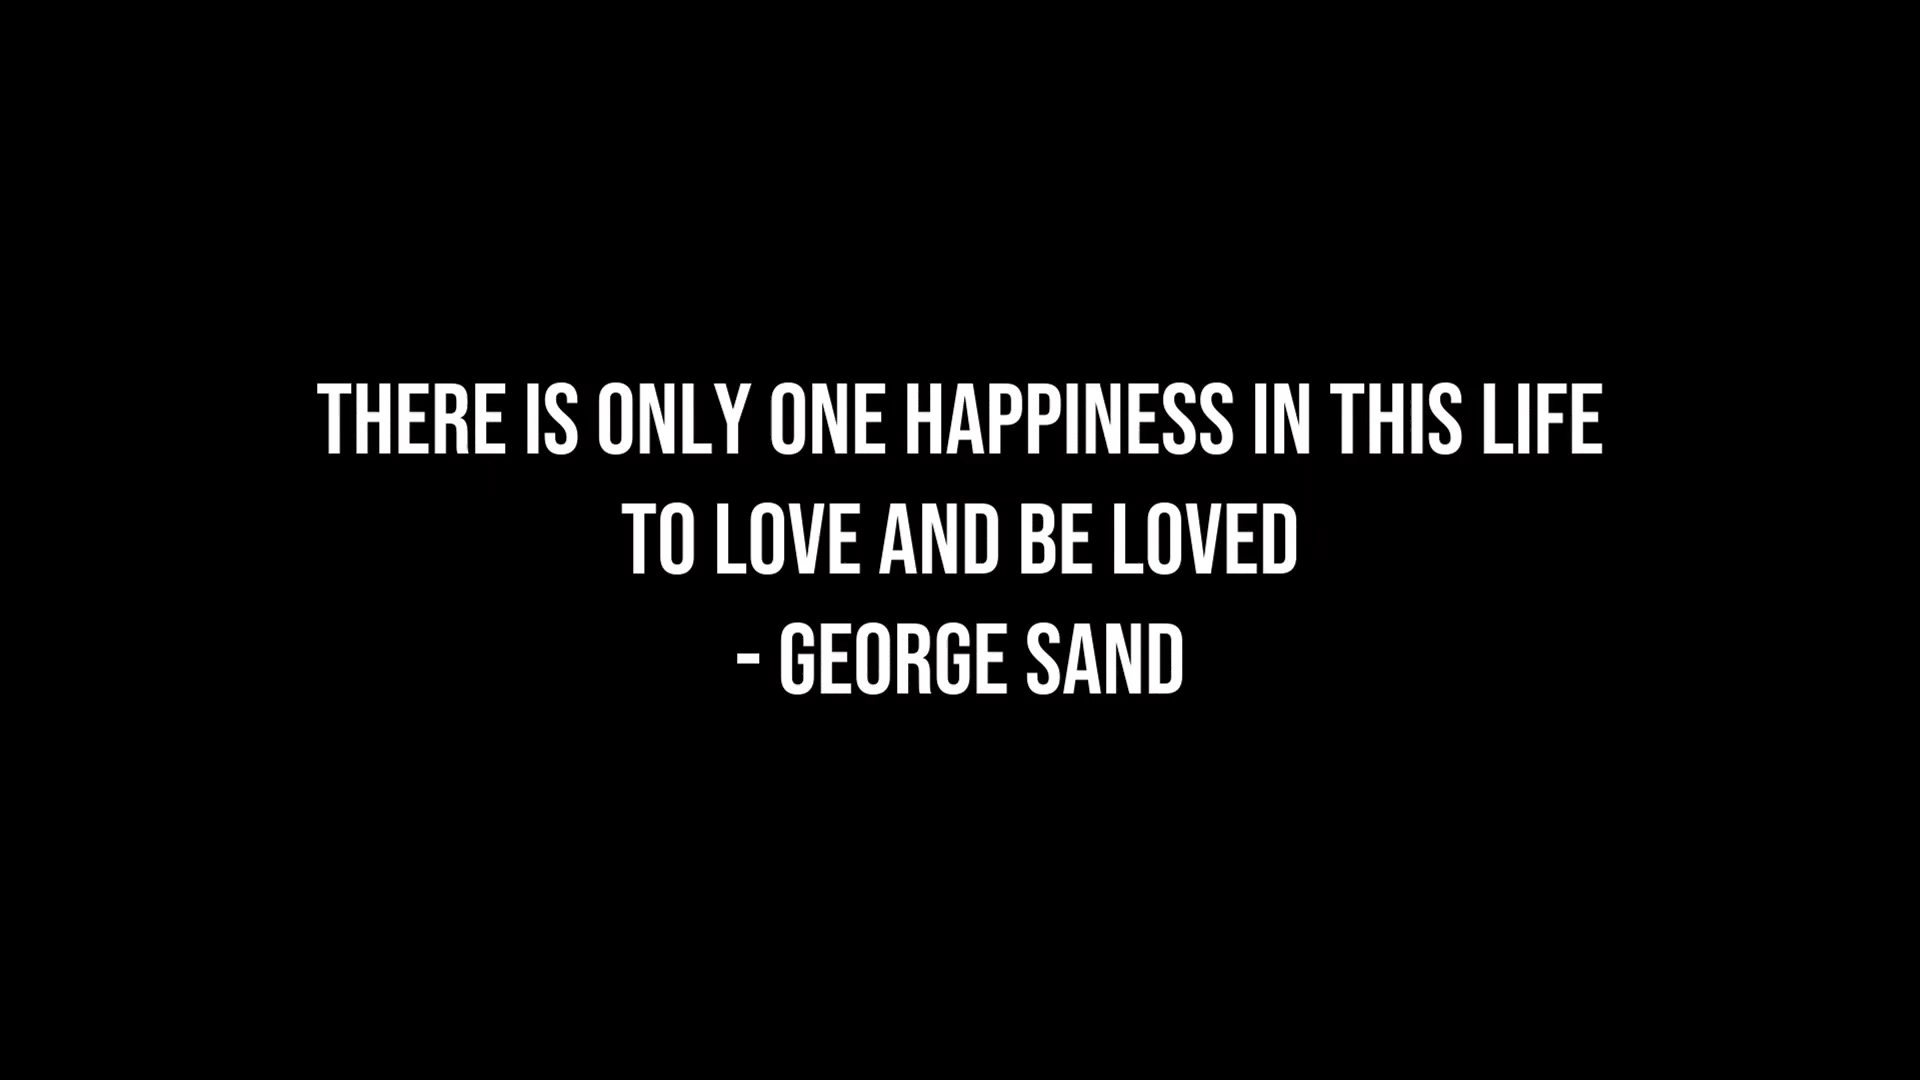 THERE IS ONLY ONE HAPPINESS IN THIS LIFE
TO LOVE AND BE LOVED
- GEORGE SAND